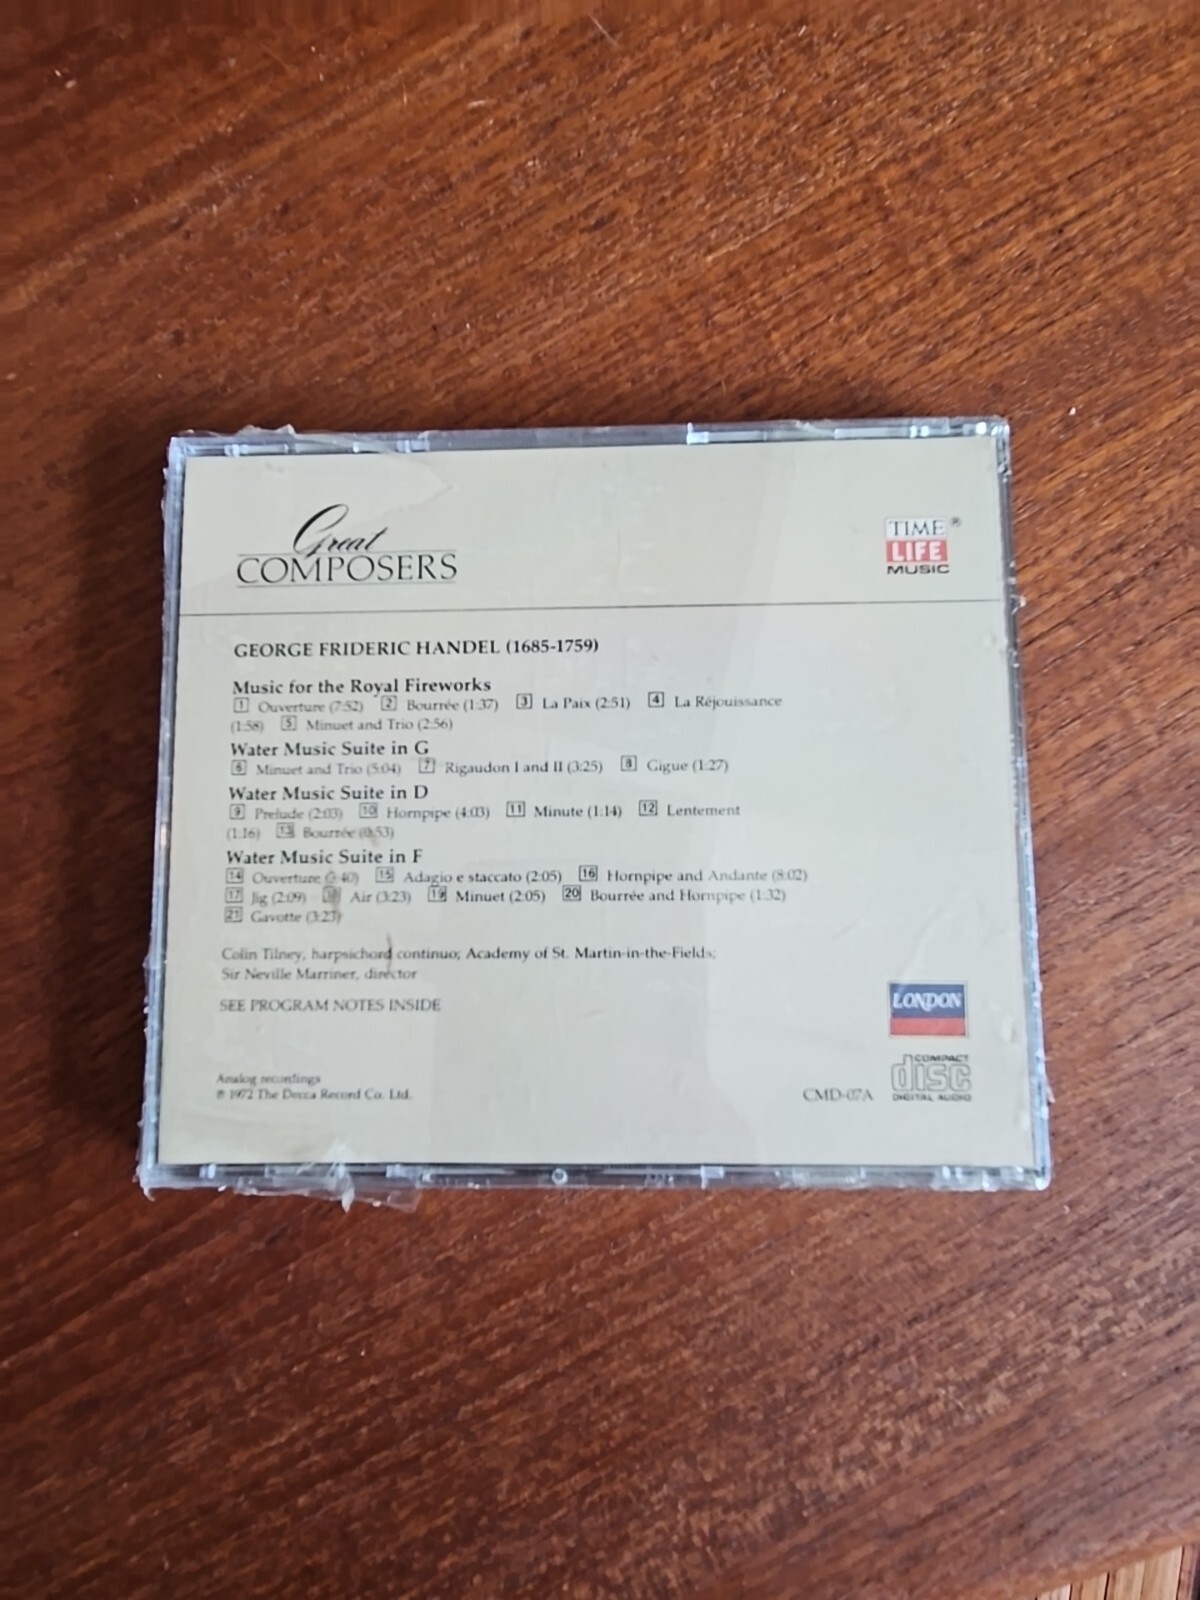 Great
COMPOSERS
TIME®
LIFE
MUSIC
GEORGE FRIDERIC HANDEL (1685-1759)
Music for the Royal Fireworks
1 Ouverture (7:52) 2 Bourrée (1:37) 3 La Paix (2:51) 4 La Réjouissance
(1:58) 5 Minuet and Trio (2:56)
Water Music Suite in G
6 Minuet and Trio (5:04) 7 Rigaudon I and II (3:25) 8 Gigue (1:27)
Water Music Suite in D
9 Prelude (2:03) 10 Hornpipe (4:03) 11 Minute (1:14) 12 Lentement
(1:16) 13 Bourrée (0:53)
Water Music Suite in F
14 Ouverture 15 Adagio e staccato (2:05) 16 Hornpipe and Andante (8:02)
17 Jig (2:09) 18 Air (3:23) 19 Minuet (2:05) 20 Bourrée and Hornpipe (1:32)
21 Gavotte (3:23)
Colin Tilney, harpsichord continuo; Academy of St. Martin-in-the-Fields;
Sir Neville Marriner, director
SEE PROGRAM NOTES INSIDE
LONDON
Analog recordings
℗ 1972 The Decca Record Co. Ltd.
CMD-07A
COMPACT
disc
DIGITAL AUDIO